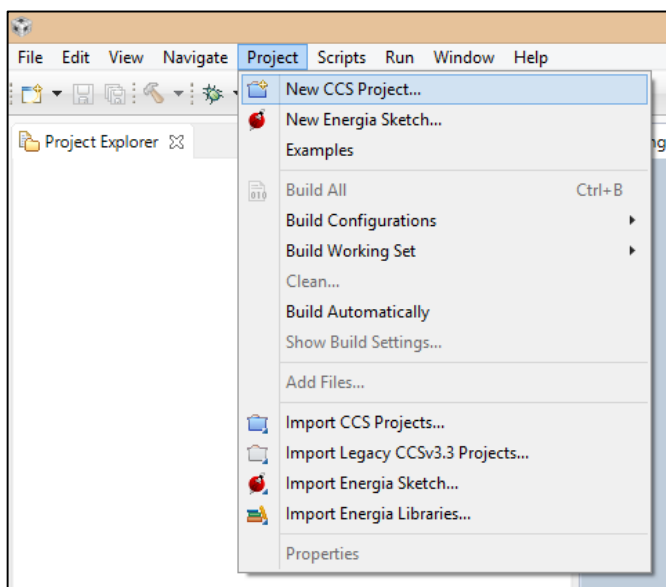 File Edit View Navigate Project Scripts Run Window Help
New CCS Project...
New Energia Sketch...
Project Explorer
Examples
Build All Ctrl+B
Build Configurations
Build Working Set
Clean...
Build Automatically
Show Build Settings...
Add Files...
Import CCS Projects...
Import Legacy CCSv3.3 Projects...
Import Energia Sketch...
Import Energia Libraries...
Properties